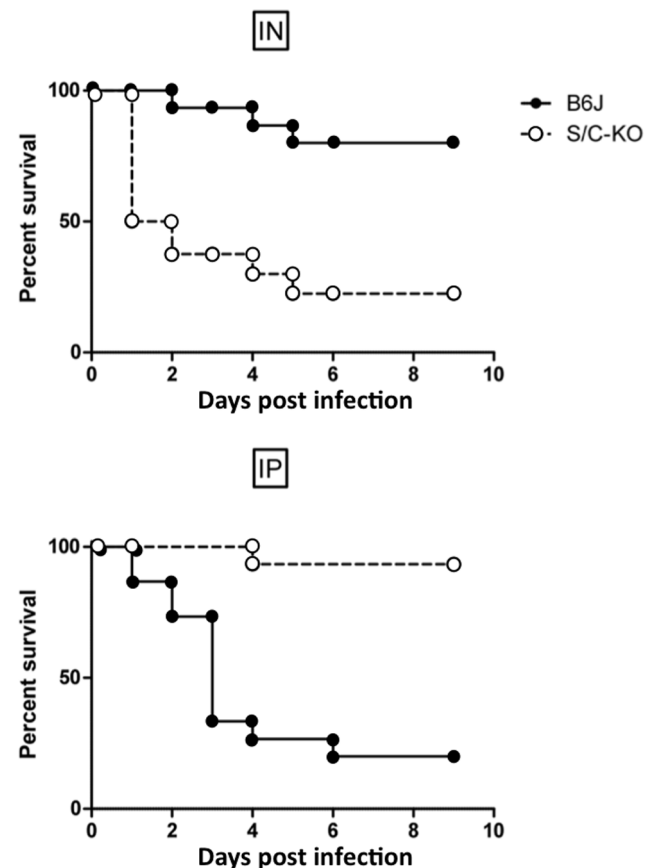 IN
B6J
S/C-KO
Percent survival
100
50
0
0 2 4 6 8 10
Days post infection
IP
Percent survival
100
50
0
0 2 4 6 8 10
Days post infection